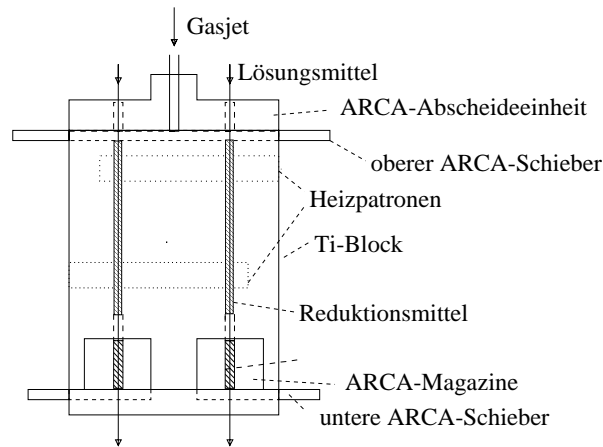 Gasjet
Lösungsmittel
ARCA-Abscheideeinheit
oberer ARCA-Schieber
Heizpatronen
Ti-Block
Reduktionsmittel
ARCA-Magazine
untere ARCA-Schieber